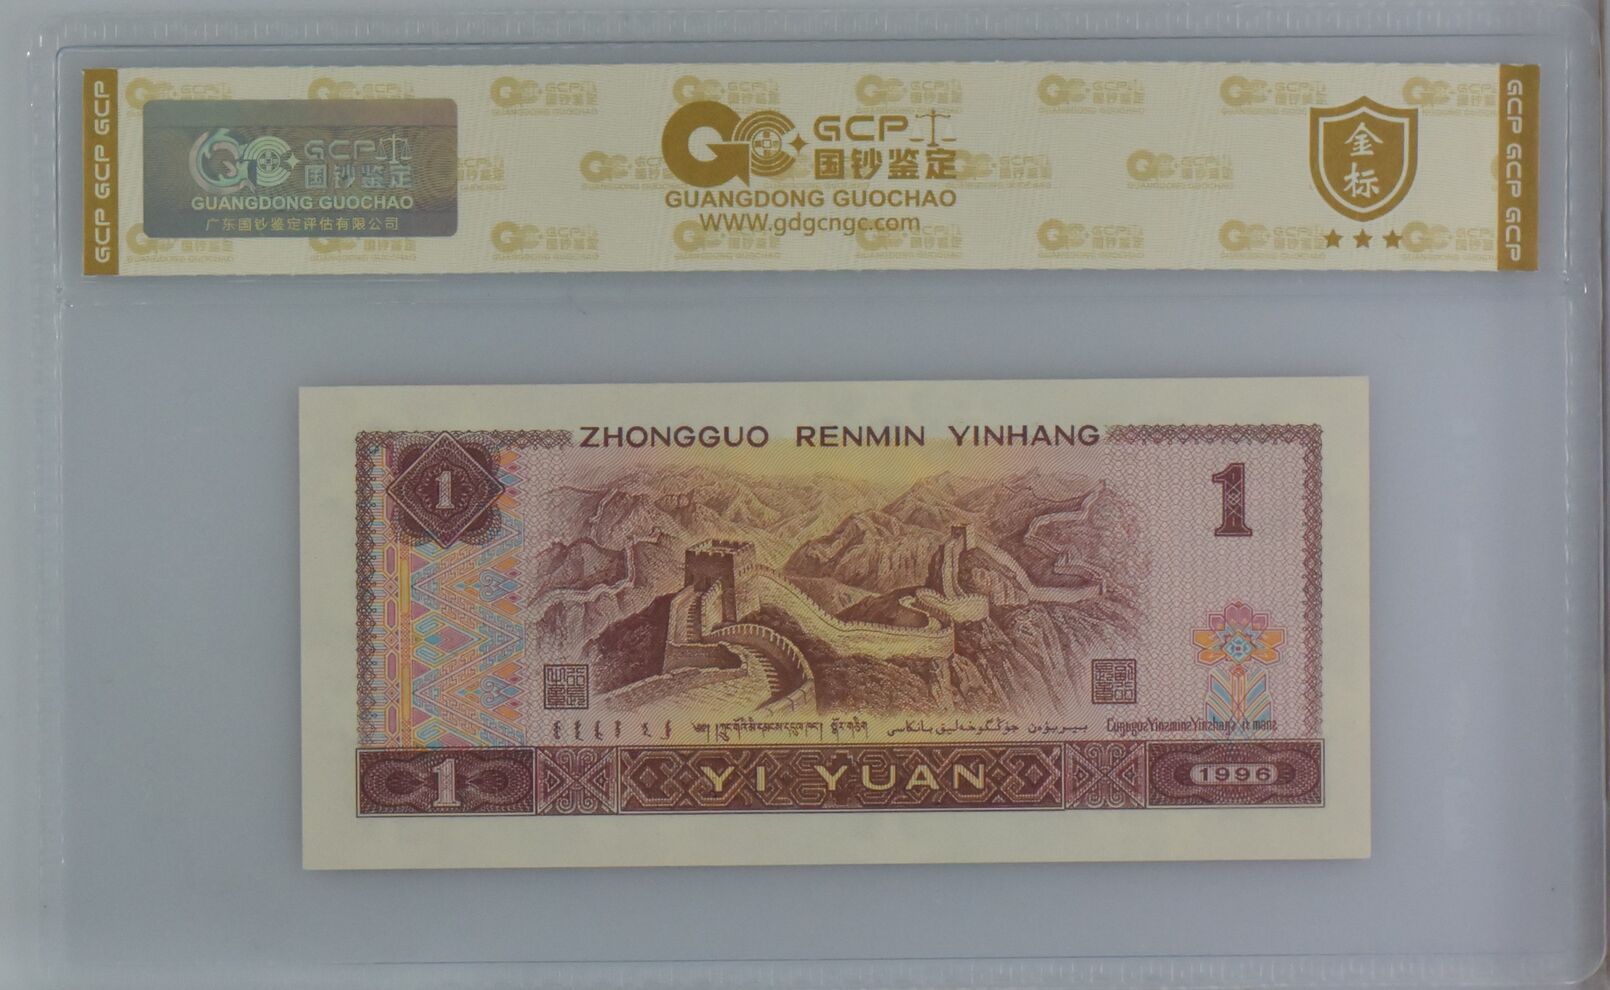 GCP GCP GCP
GCP
国钞鉴定
GUANGDONG GUOCHAO
广东国钞鉴定评估有限公司
GCP
国钞鉴定
GUANGDONG GUOCHAO
WWW.gdgcngc.com
金标
GCP GCP GCP
ZHONGGUO RENMIN YINHANG
1
1
1
YI YUAN
1996